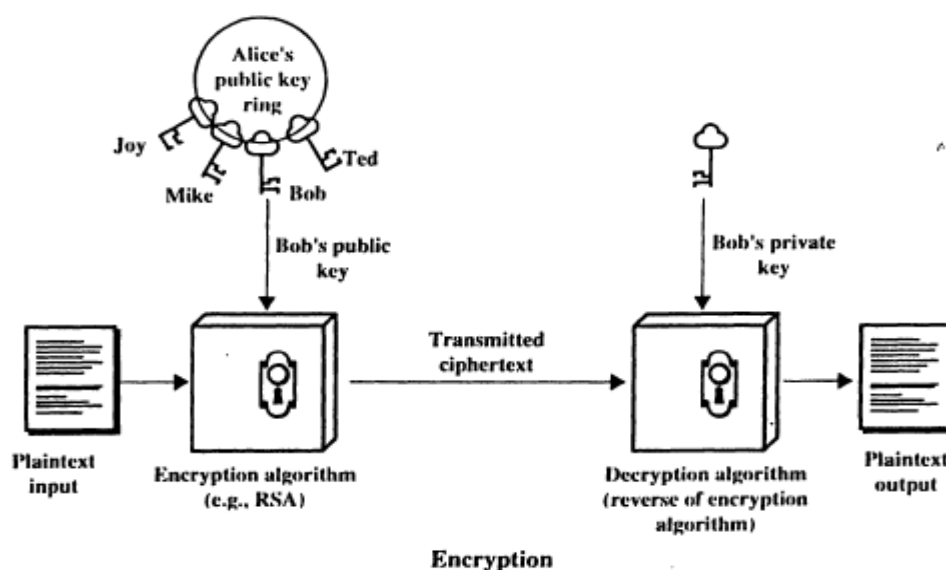 Alice's
public key
ring
Joy
Mike
Bob
Ted
Bob's public
key
Bob's private
key
Transmitted
ciphertext
Plaintext
input
Encryption algorithm
(e.g., RSA)
Decryption algorithm
(reverse of encryption
algorithm)
Plaintext
output
Encryption